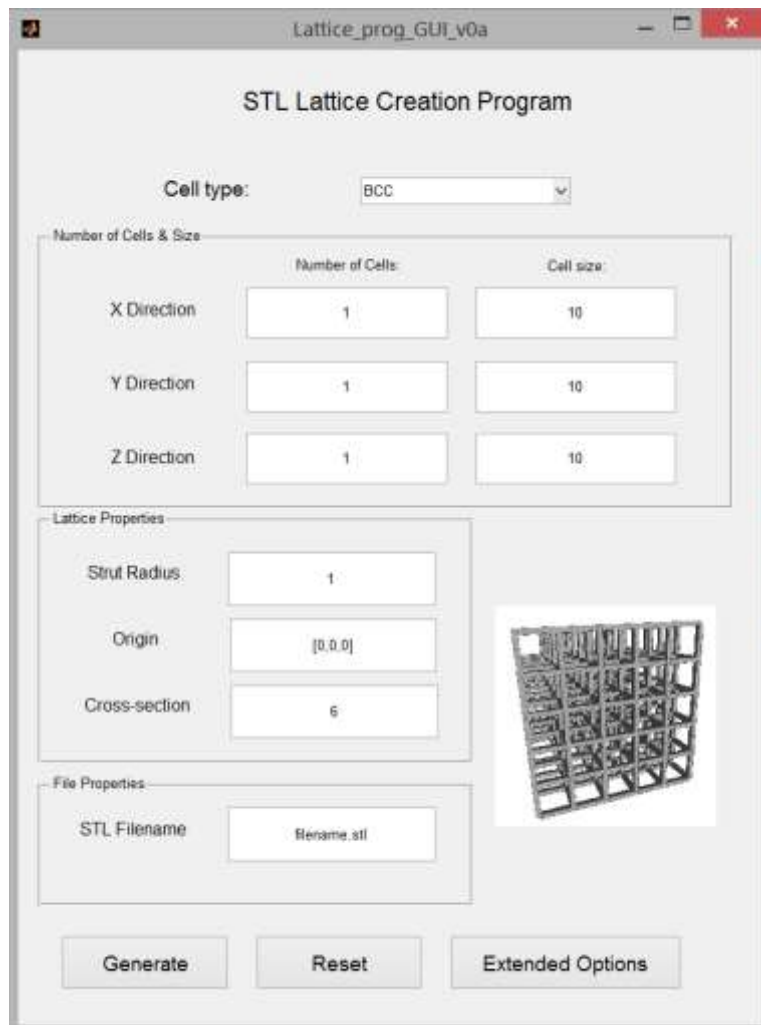 Lattice_prog_GUI_v0a
STL Lattice Creation Program
Cell type: BCC
Number of Cells & Size
Number of Cells: Cell size:
X Direction 1 10
Y Direction 1 10
Z Direction 1 10
Lattice Properties
Strut Radius 1
Origin [0,0,0]
Cross-section 6
File Properties
STL Filename filename.stl
Generate Reset Extended Options